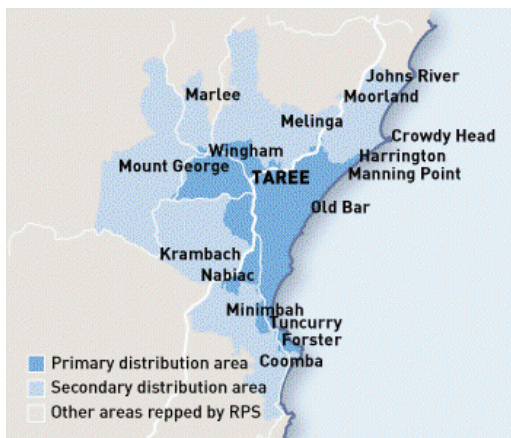 Johns River
Moorland
Marlee
Melinga
Crowdy Head
Wingham
Harrington
Mount George
TAREE
Manning Point
Old Bar
Krambach
Nabiac
Minimbah
Tuncurry
Forster
Coomba
Primary distribution area
Secondary distribution area
Other areas repped by RPS